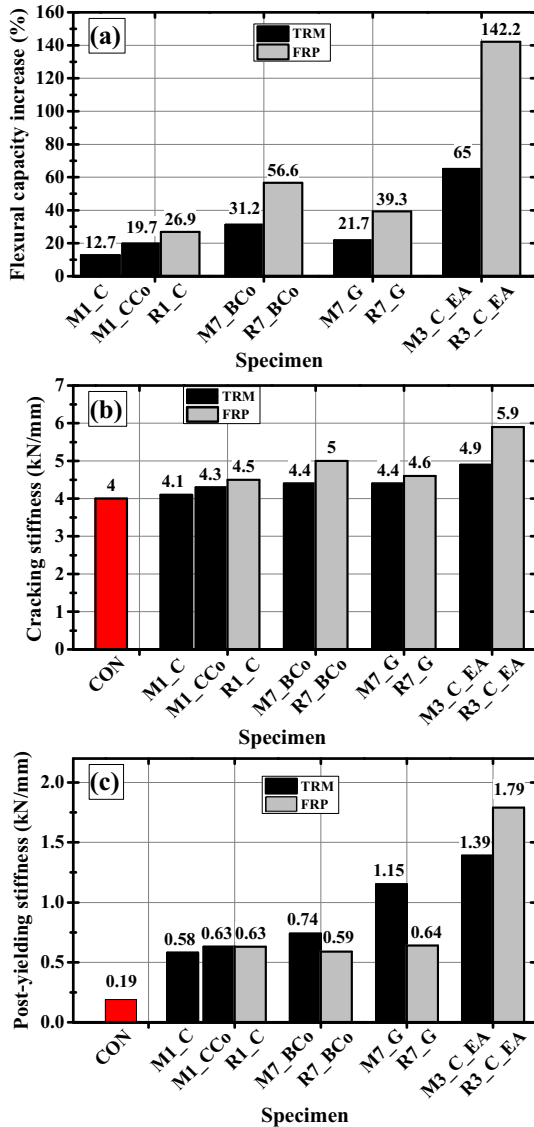 (a)
TRM
FRP
Flexural capacity increase (%)
160
140
120
100
80
60
40
20
0
12.7
19.7
26.9
31.2
56.6
21.7
39.3
65
142.2
M1_C
M1_CCo
R1_C
M7_BCo
R7_BCo
M7_G
R7_G
M3_C_EA
R3_C_EA
Specimen
(b)
TRM
FRP
Cracking stiffness (kN/mm)
7
6
5
4
3
2
1
0
4
4.1
4.3
4.5
4.4
5
4.4
4.6
4.9
5.9
CON
M1_C
M1_CCo
R1_C
M7_BCo
R7_BCo
M7_G
R7_G
M3_C_EA
R3_C_EA
Specimen
(c)
TRM
FRP
Post-yielding stiffness (kN/mm)
2.0
1.5
1.0
0.5
0.0
0.19
0.58
0.63
0.63
0.74
0.59
1.15
0.64
1.39
1.79
CON
M1_C
M1_CCo
R1_C
M7_BCo
R7_BCo
M7_G
R7_G
M3_C_EA
R3_C_EA
Specimen